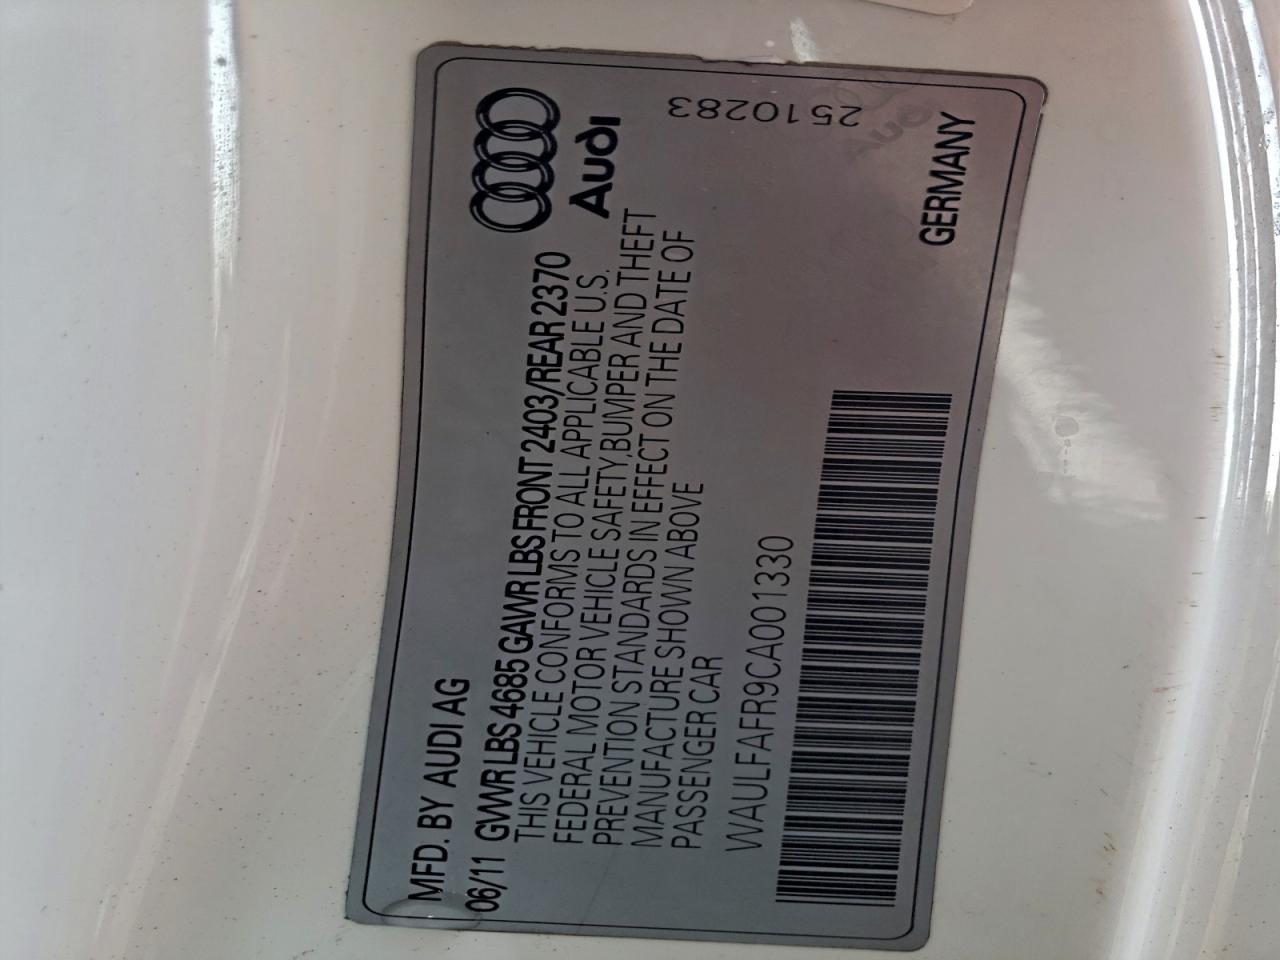 MFD. BY AUDI AG
06/11 GVWR LBS 4685 GAWR LBS FRONT 2403/REAR 2370
THIS VEHICLE CONFORMS TO ALL APPLICABLE U.S.
FEDERAL MOTOR VEHICLE SAFETY,BUMPER AND THEFT
PREVENTION STANDARDS IN EFFECT ON THE DATE OF
MANUFACTURE SHOWN ABOVE
PASSENGER CAR
WAULFAFR9CA001330
Audi
2510283
GERMANY